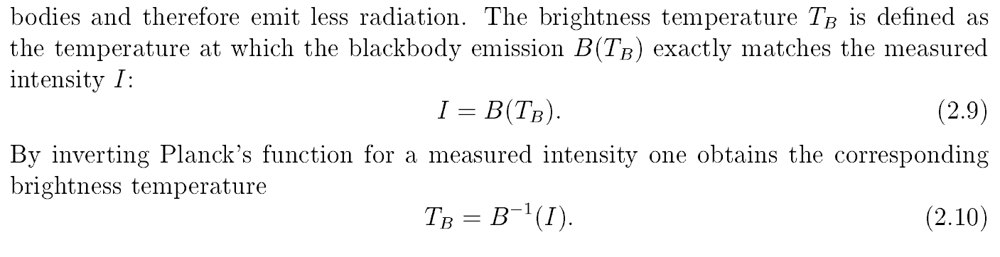 bodies and therefore emit less radiation. The brightness temperature T_B is defined as
the temperature at which the blackbody emission B(T_B) exactly matches the measured
intensity I:
I = B(T_B). (2.9)
By inverting Planck's function for a measured intensity one obtains the corresponding
brightness temperature
T_B = B^{-1}(I). (2.10)